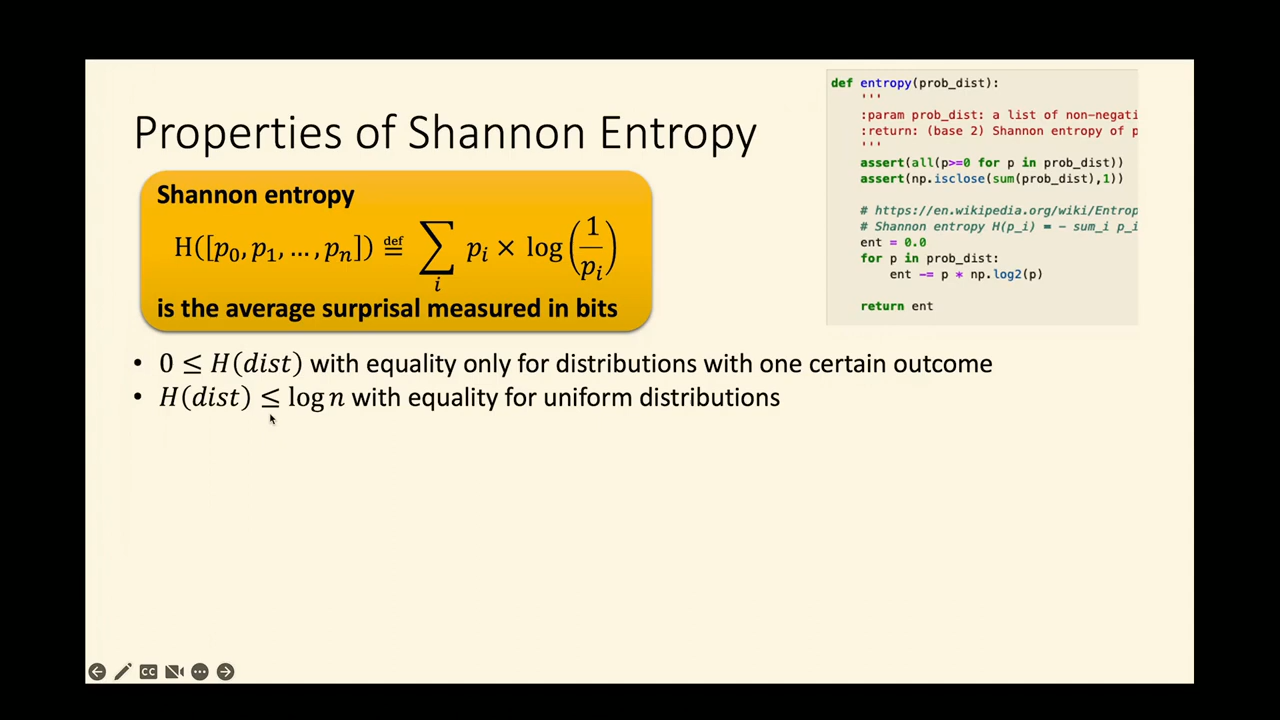 Properties of Shannon Entropy
Shannon entropy
H([p₀, p₁, …, pₙ]) ≝ ∑ᵢ pᵢ × log(1/pᵢ)
is the average surprisal measured in bits
• 0 ≤ H(dist) with equality only for distributions with one certain outcome
• H(dist) ≤ log n with equality for uniform distributions
def entropy(prob_dist):
'''
:param prob_dist: a list of non-negati
:return: (base 2) Shannon entropy of p
'''
assert(all(p>=0 for p in prob_dist))
assert(np.isclose(sum(prob_dist),1))
# https://en.wikipedia.org/wiki/Entrop
# Shannon entropy H(p_i) = - sum_i p_i
ent = 0.0
for p in prob_dist:
ent -= p * np.log2(p)
return ent
CC